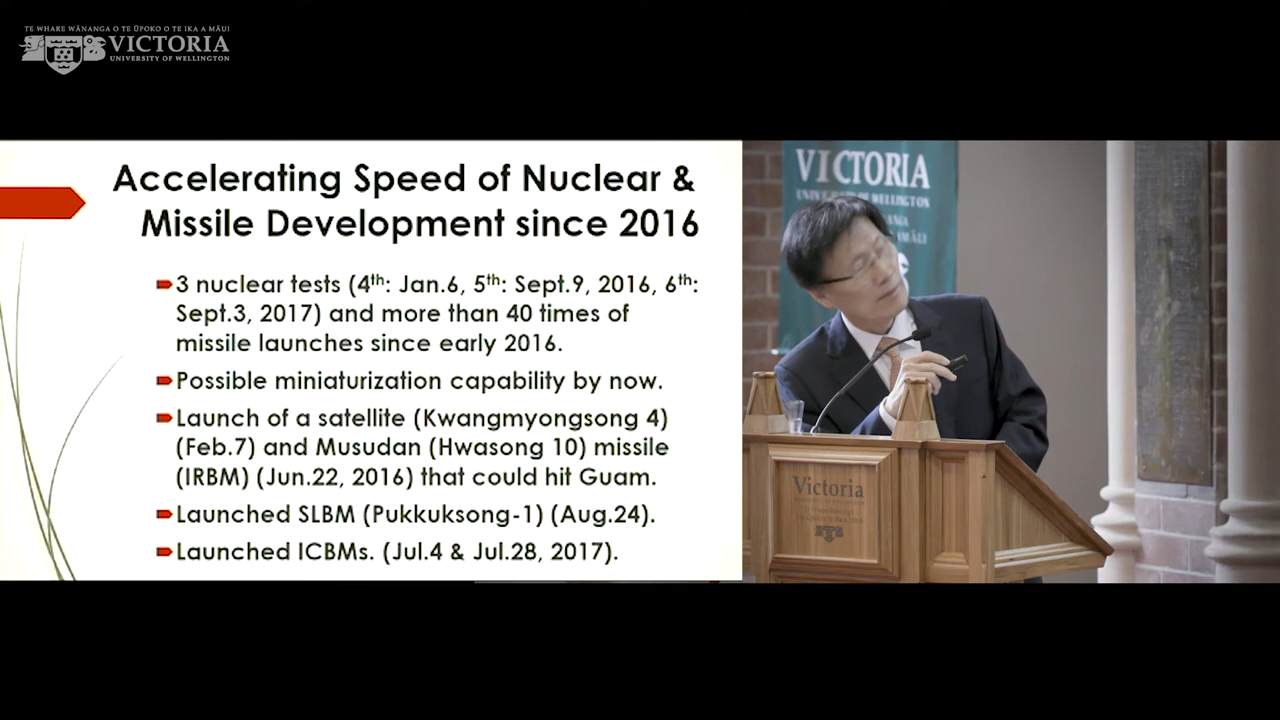 TE WHARE WĀNANGA O TE ŪPOKO O TE IKA A MĀUI
VICTORIA
UNIVERSITY OF WELLINGTON
Accelerating Speed of Nuclear &
Missile Development since 2016
3 nuclear tests (4th: Jan.6, 5th: Sept.9, 2016, 6th:
Sept.3, 2017) and more than 40 times of
missile launches since early 2016.
Possible miniaturization capability by now.
Launch of a satellite (Kwangmyongsong 4)
(Feb.7) and Musudan (Hwasong 10) missile
(IRBM) (Jun.22, 2016) that could hit Guam.
Launched SLBM (Pukkuksong-1) (Aug.24).
Launched ICBMs. (Jul.4 & Jul.28, 2017).
VICTORIA
UNIVERSITY OF WELLINGTON
Victoria